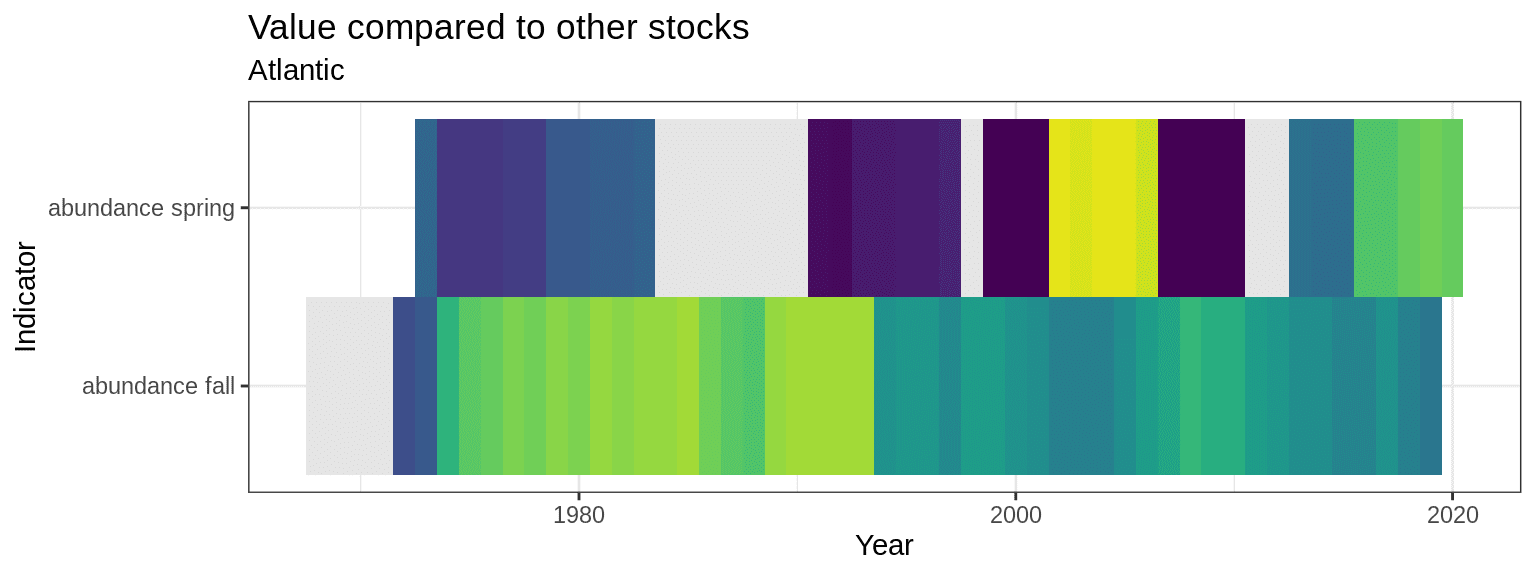 Value compared to other stocks
Atlantic
Indicator
abundance spring
abundance fall
1980
2000
2020
Year